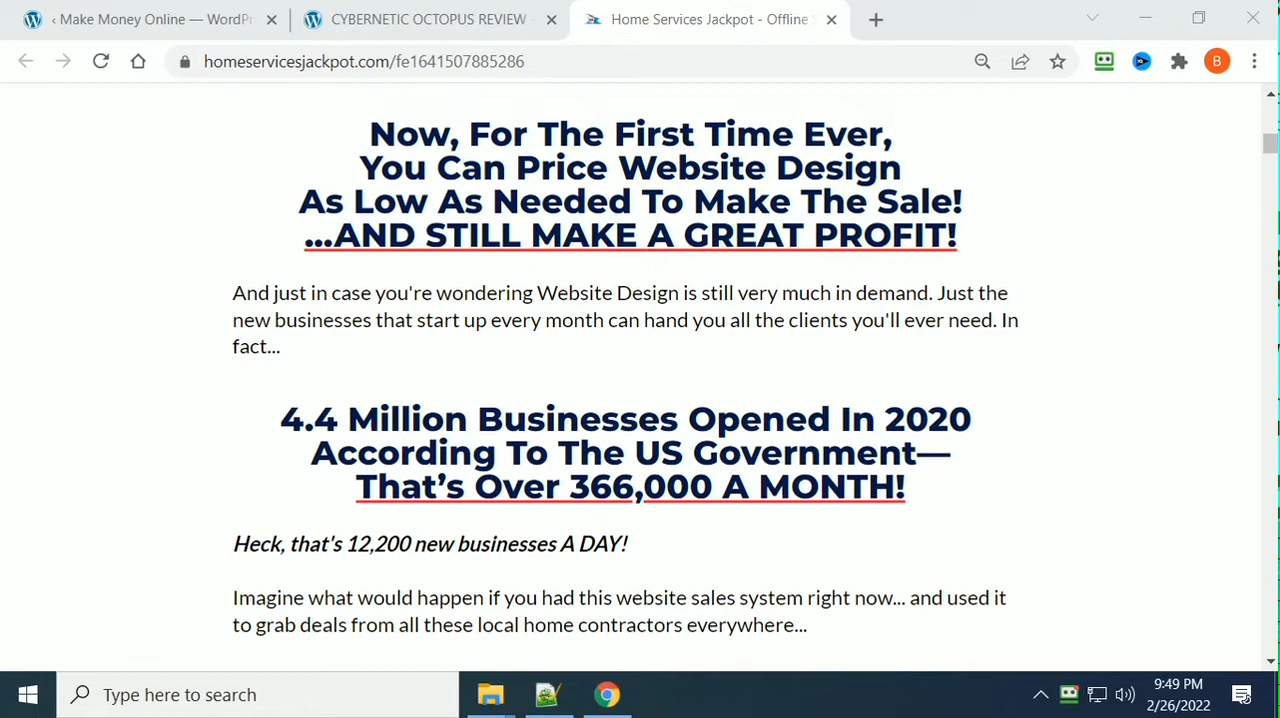 ‹ Make Money Online — WordPr
CYBERNETIC OCTOPUS REVIEW -
Home Services Jackpot - Offline S
homeservicesjackpot.com/fe1641507885286
B
Now, For The First Time Ever,
You Can Price Website Design
As Low As Needed To Make The Sale!
...AND STILL MAKE A GREAT PROFIT!
And just in case you're wondering Website Design is still very much in demand. Just the
new businesses that start up every month can hand you all the clients you'll ever need. In
fact...
4.4 Million Businesses Opened In 2020
According To The US Government—
That’s Over 366,000 A MONTH!
Heck, that's 12,200 new businesses A DAY!
Imagine what would happen if you had this website sales system right now... and used it
to grab deals from all these local home contractors everywhere...
Type here to search
9:49 PM
2/26/2022